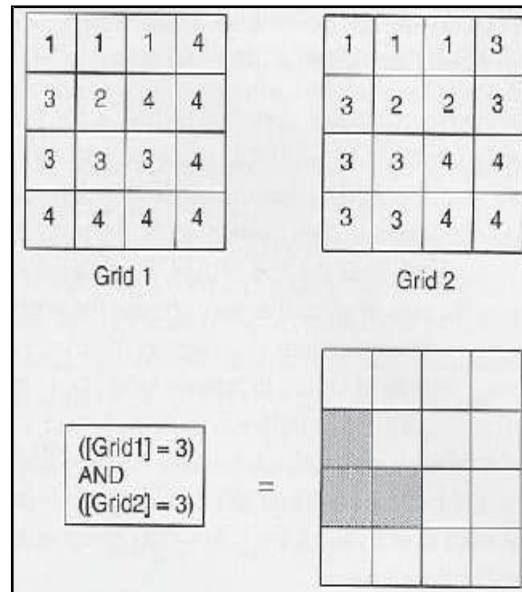 1 1 1 4
3 2 4 4
3 3 3 4
4 4 4 4
Grid 1
1 1 1 3
3 2 2 3
3 3 4 4
3 3 4 4
Grid 2
([Grid1] = 3)
AND
([Grid2] = 3)
=